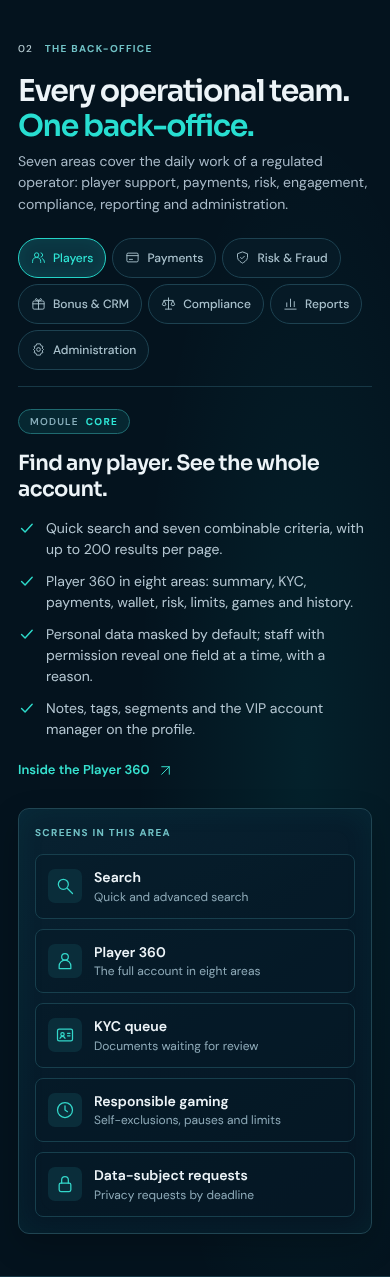 02 THE BACK-OFFICE
Every operational team.
One back-office.
Seven areas cover the daily work of a regulated
operator: player support, payments, risk, engagement,
compliance, reporting and administration.
Players
Payments
Risk & Fraud
Bonus & CRM
Compliance
Reports
Administration
MODULE CORE
Find any player. See the whole
account.
Quick search and seven combinable criteria, with
up to 200 results per page.
Player 360 in eight areas: summary, KYC,
payments, wallet, risk, limits, games and history.
Personal data masked by default; staff with
permission reveal one field at a time, with a
reason.
Notes, tags, segments and the VIP account
manager on the profile.
Inside the Player 360
SCREENS IN THIS AREA
Search
Quick and advanced search
Player 360
The full account in eight areas
KYC queue
Documents waiting for review
Responsible gaming
Self-exclusions, pauses and limits
Data-subject requests
Privacy requests by deadline